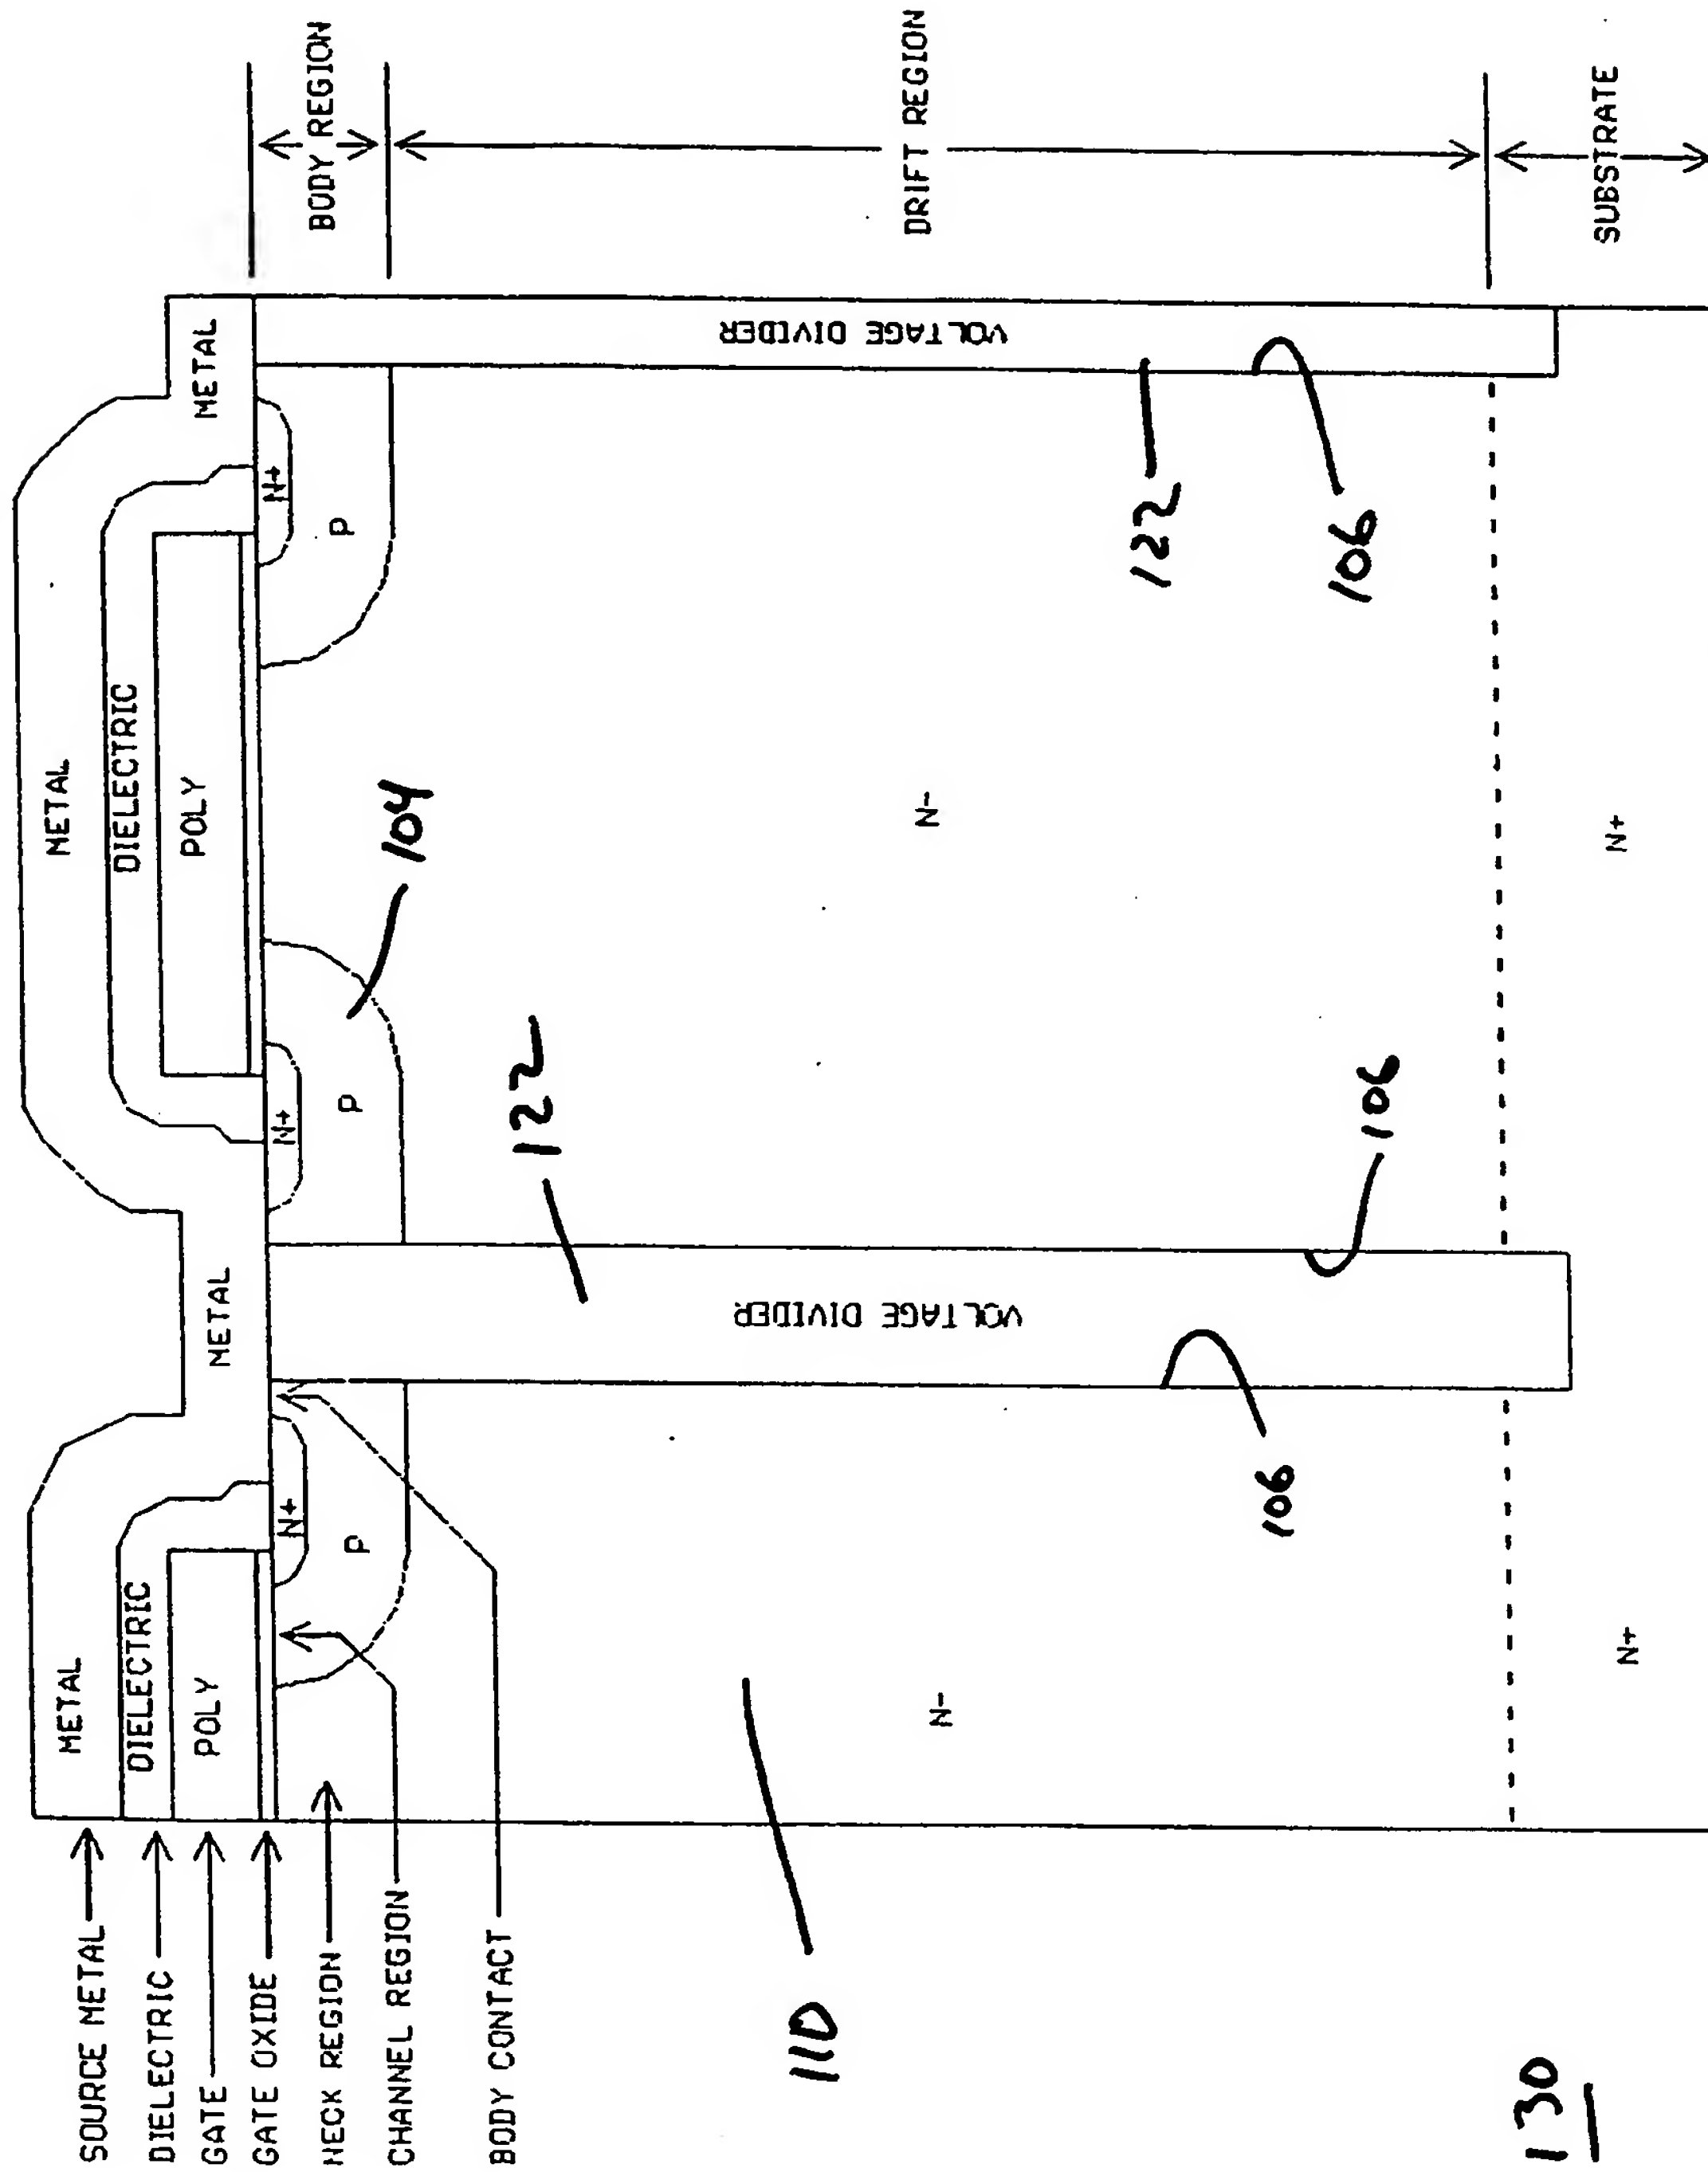 SOURCE METAL
DIELECTRIC
GATE
GATE OXIDE
NECK REGION
CHANNEL REGION
BODY CONTACT
110
130
METAL
DIELECTRIC
POLY
N+
P
N-
N+
METAL
VOLTAGE DIVIDER
122
106
106
METAL
DIELECTRIC
POLY
N+
P
104
N+
P
N-
N+
METAL
VOLTAGE DIVIDER
122
106
BODY REGION
DRIFT REGION
SUBSTRATE